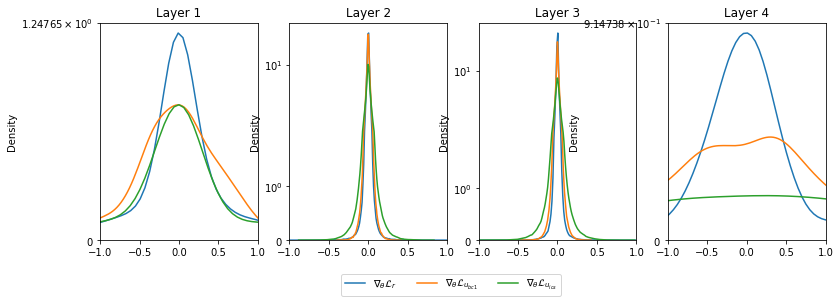 Layer 1
Layer 2
Layer 3
Layer 4
1.24765 × 10⁰
10¹
10⁰
0
10¹
10⁰
0
9.14738 × 10⁻¹
0
0
Density
Density
Density
Density
−1.0 −0.5 0.0 0.5 1.0
−1.0 −0.5 0.0 0.5 1.0
−1.0 −0.5 0.0 0.5 1.0
−1.0 −0.5 0.0 0.5 1.0
∇θℒr ∇θℒu_bc1 ∇θℒu_ics